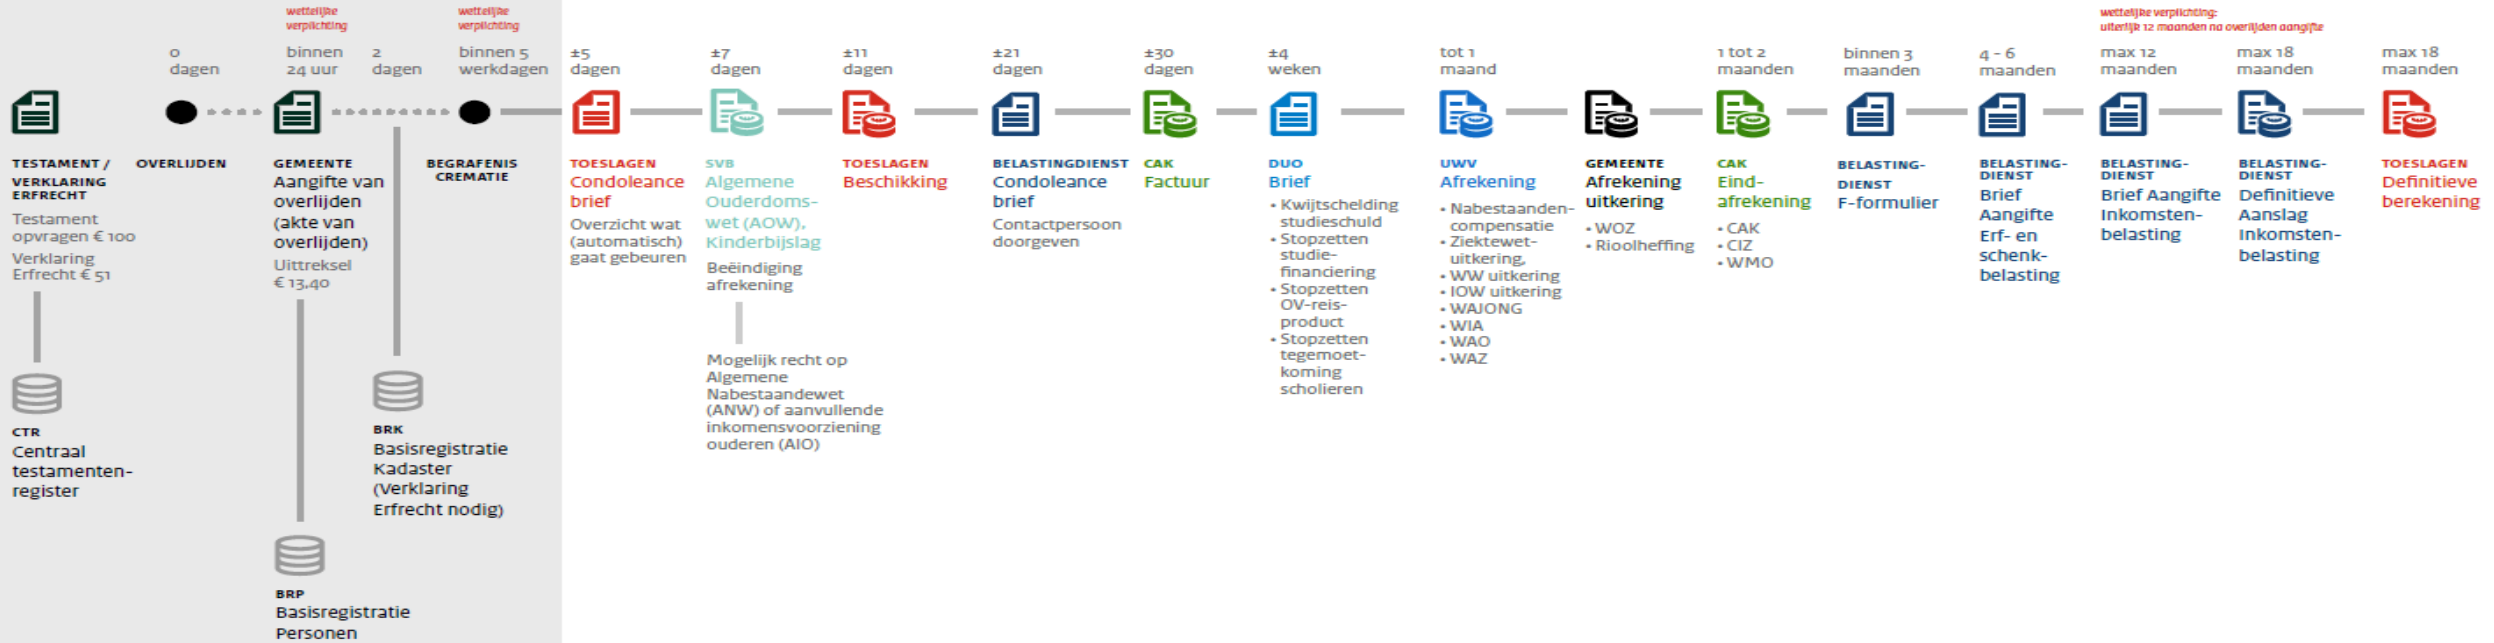 wettelijke
verplichting
wettelijke
verplichting
wettelijke verplichting:
uiterlijk 12 maanden na overlijden aangifte
0
dagen
binnen
24 uur
2
dagen
binnen 5
werkdagen
±5
dagen
±7
dagen
±11
dagen
±21
dagen
±30
dagen
±4
weken
tot 1
maand
1 tot 2
maanden
binnen 3
maanden
4 - 6
maanden
max 12
maanden
max 18
maanden
max 18
maanden
TESTAMENT /
VERKLARING
ERFRECHT
Testament
opvragen € 100
Verklaring
Erfrecht € 51
CTR
Centraal
testamenten-
register
OVERLIJDEN
GEMEENTE
Aangifte van
overlijden
(akte van
overlijden)
Uittreksel
€ 13,40
BRP
Basisregistratie
Personen
BRK
Basisregistratie
Kadaster
(Verklaring
Erfrecht nodig)
BEGRAFENIS
CREMATIE
TOESLAGEN
Condoleance
brief
Overzicht wat
(automatisch)
gaat gebeuren
SVB
Algemene
Ouderdoms-
wet (AOW),
Kinderbijslag
Beëindiging
afrekening
Mogelijk recht op
Algemene
Nabestaandewet
(ANW) of aanvullende
inkomensvoorziening
ouderen (AIO)
TOESLAGEN
Beschikking
BELASTINGDIENST
Condoleance
brief
Contactpersoon
doorgeven
CAK
Factuur
DUO
Brief
• Kwijtschelding
studieschuld
• Stopzetten
studie-
financiering
• Stopzetten
OV-reis-
product
• Stopzetten
tegemoet-
koming
scholieren
UWV
Afrekening
• Nabestaanden-
compensatie
• Ziektewet-
uitkering,
• WW uitkering
• IOW uitkering
• WAJONG
• WIA
• WAO
• WAZ
GEMEENTE
Afrekening
uitkering
• WOZ
• Rioolheffing
CAK
Eind-
afrekening
• CAK
• CIZ
• WMO
BELASTING-
DIENST
F-formulier
BELASTING-
DIENST
Brief
Aangifte
Erf- en
schenk-
belasting
BELASTING-
DIENST
Brief Aangifte
Inkomsten-
belasting
BELASTING-
DIENST
Definitieve
Aanslag
Inkomsten-
belasting
TOESLAGEN
Definitieve
berekening